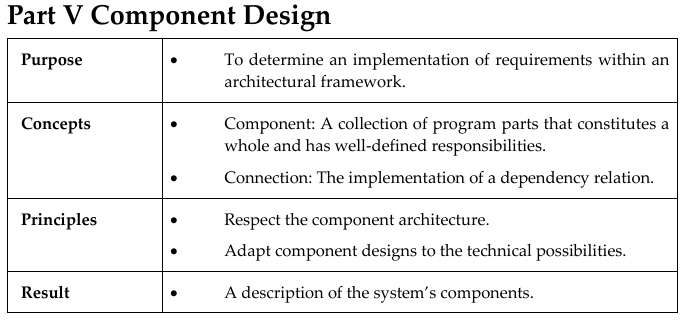 Part V Component Design
Purpose
• To determine an implementation of requirements within an
architectural framework.
Concepts
• Component: A collection of program parts that constitutes a
whole and has well-defined responsibilities.
• Connection: The implementation of a dependency relation.
Principles
• Respect the component architecture.
• Adapt component designs to the technical possibilities.
Result
• A description of the system's components.